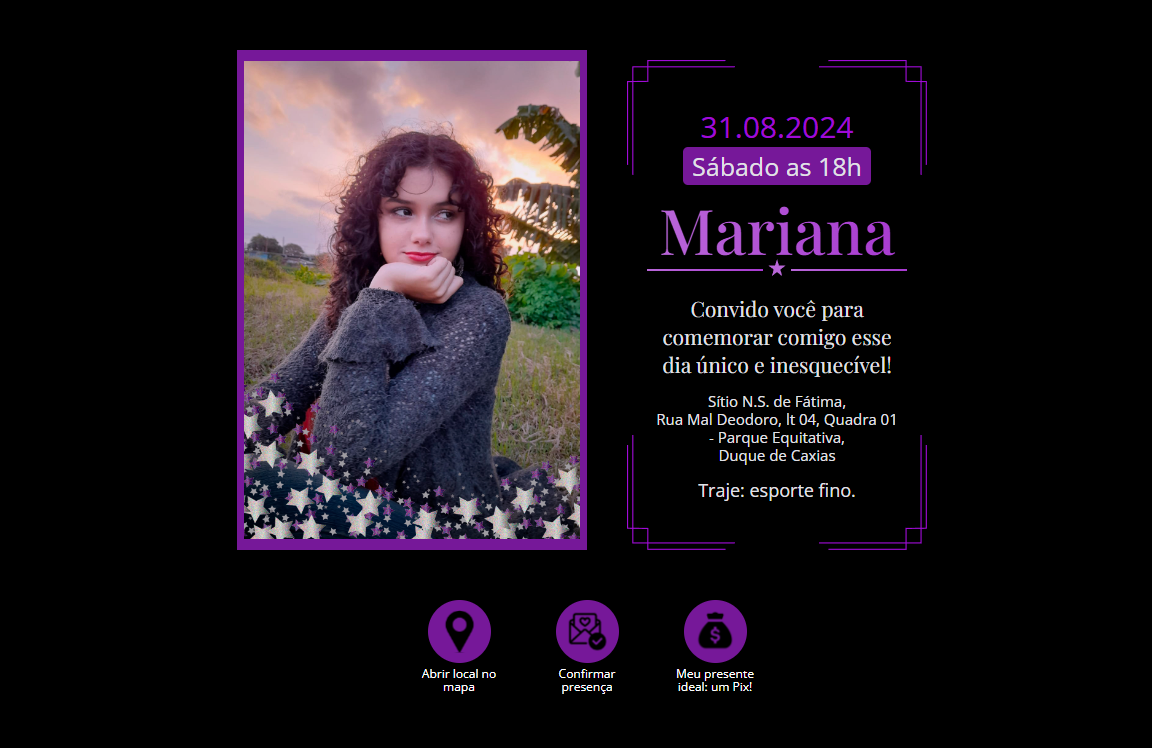 31.08.2024
Sábado as 18h
Mariana
Convido você para
comemorar comigo esse
dia único e inesquecível!
Sítio N.S. de Fátima,
Rua Mal Deodoro, lt 04, Quadra 01
- Parque Equitativa,
Duque de Caxias
Traje: esporte fino.
Abrir local no
mapa
Confirmar
presença
Meu presente
ideal: um Pix!